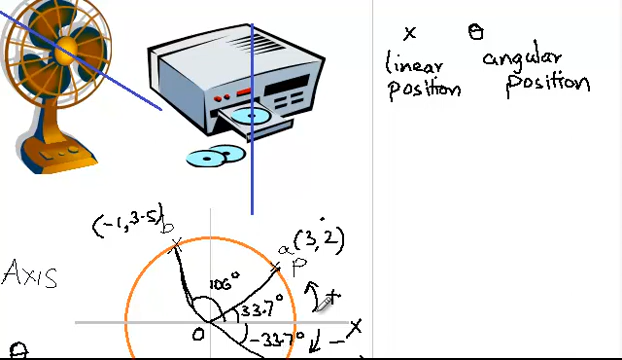 x θ
linear angular
position position
(-1,3.5) b
a (3,2)
P
AXIS
106°
33.7°
+
O
-33.7°
-
X
θ